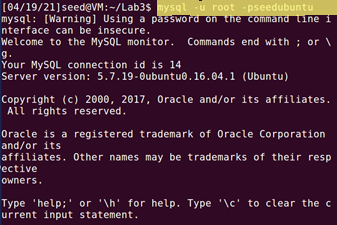 [04/19/21]seed@VM:~/Lab3$ mysql -u root -pseedubuntu
mysql: [Warning] Using a password on the command line i
nterface can be insecure.
Welcome to the MySQL monitor.  Commands end with ; or \
g.
Your MySQL connection id is 14
Server version: 5.7.19-0ubuntu0.16.04.1 (Ubuntu)

Copyright (c) 2000, 2017, Oracle and/or its affiliates.
 All rights reserved.

Oracle is a registered trademark of Oracle Corporation
and/or its
affiliates. Other names may be trademarks of their resp
ective
owners.

Type 'help;' or '\h' for help. Type '\c' to clear the c
urrent input statement.